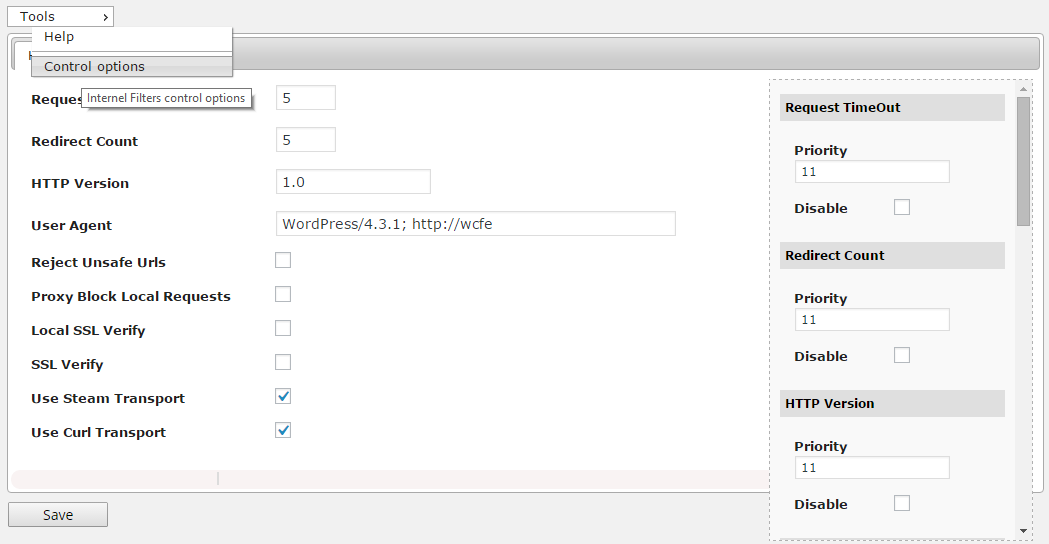 Tools
Help
Control options
Internel Filters control options
5
Redirect Count
5
HTTP Version
1.0
User Agent
WordPress/4.3.1; http://wcfe
Reject Unsafe Urls
Proxy Block Local Requests
Local SSL Verify
SSL Verify
Use Steam Transport
Use Curl Transport
Save
Request TimeOut
Priority
11
Disable
Redirect Count
Priority
11
Disable
HTTP Version
Priority
11
Disable